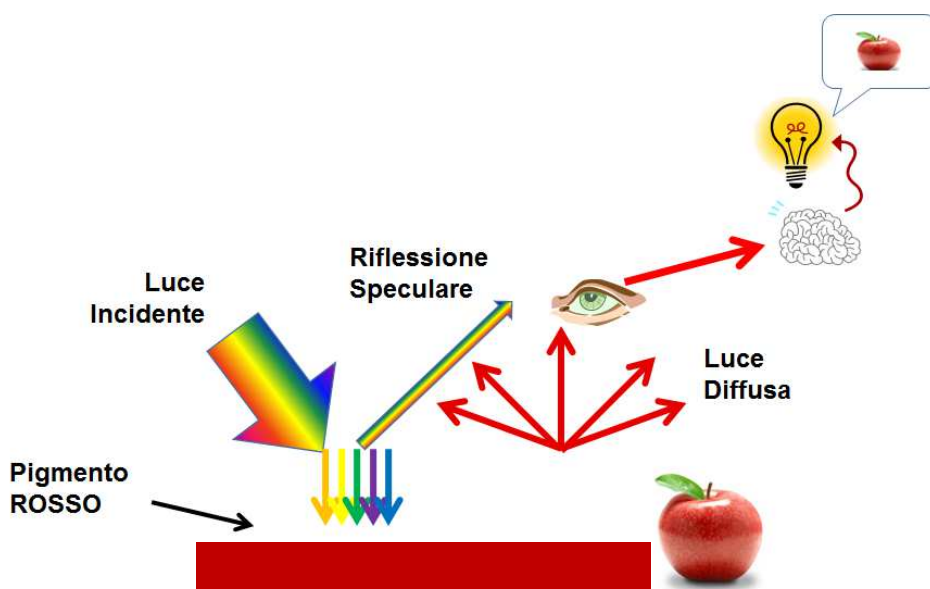 Riflessione
Speculare
Luce
Incidente
Luce
Diffusa
Pigmento
ROSSO